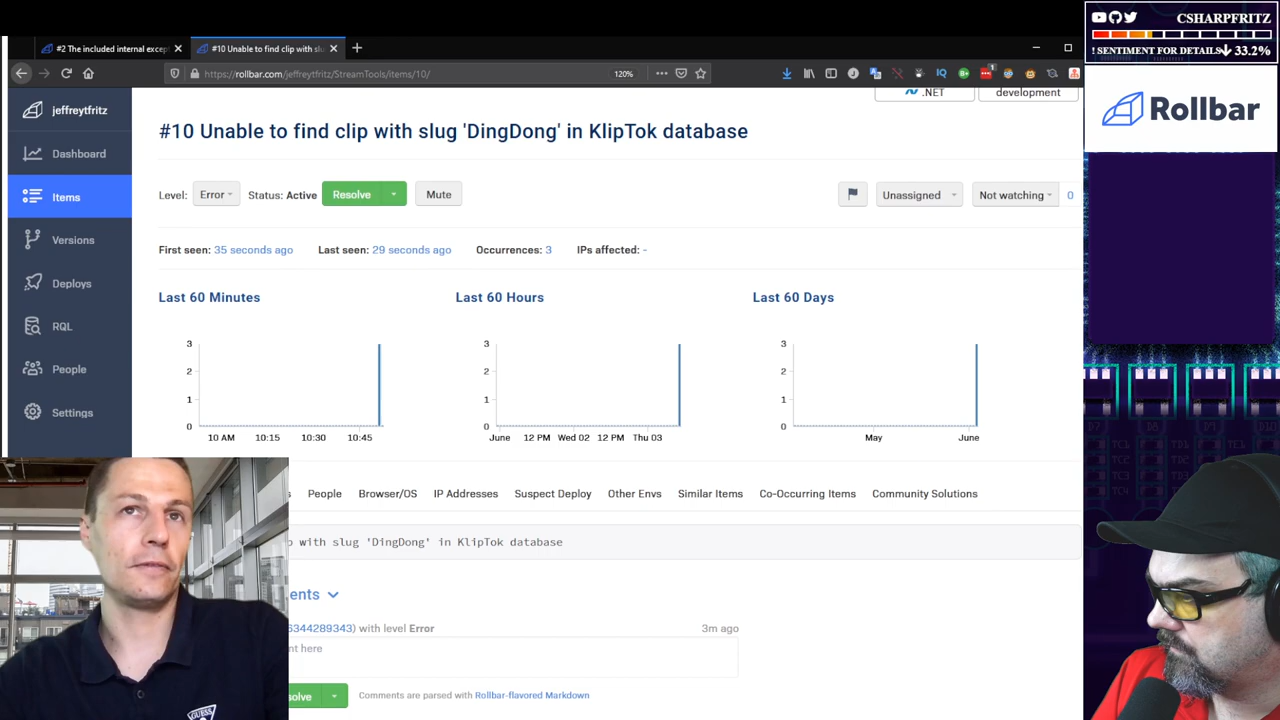 #2 The included internal excep
#10 Unable to find clip with slu
CSHARPFRITZ
! SENTIMENT FOR DETAILS 33.2%
https://rollbar.com/jeffreytfritz/StreamTools/items/10/
120%
jeffreytfritz
.NET
development
Rollbar
Dashboard
Items
Versions
Deploys
RQL
People
Settings
#10 Unable to find clip with slug 'DingDong' in KlipTok database
Level: Error Status: Active Resolve Mute
Unassigned Not watching 0
First seen: 35 seconds ago Last seen: 29 seconds ago Occurrences: 3 IPs affected: -
Last 60 Minutes
3
2
1
0
10 AM 10:15 10:30 10:45
Last 60 Hours
3
2
1
0
June 12 PM Wed 02 12 PM Thu 03
Last 60 Days
3
2
1
0
May June
s People Browser/OS IP Addresses Suspect Deploy Other Envs Similar Items Co-Occurring Items Community Solutions
p with slug 'DingDong' in KlipTok database
ents
6344289343) with level Error 3m ago
nt here
solve Comments are parsed with Rollbar-flavored Markdown
GUESS